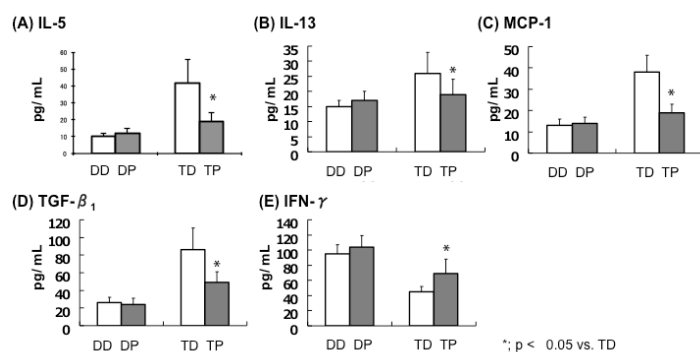 (A) IL-5
60
50
40
30
20
10
0
pg/ mL
*
DD DP TD TP
(B) IL-13
35
30
25
20
15
10
5
0
pg/ mL
*
DD DP TD TP
(C) MCP-1
50
40
30
20
10
0
pg/ mL
*
DD DP TD TP
(D) TGF-β₁
120
100
80
60
40
20
0
pg/ mL
*
DD DP TD TP
(E) IFN-γ
140
120
100
80
60
40
20
0
pg/ mL
*
DD DP TD TP
*; p < 0.05 vs. TD